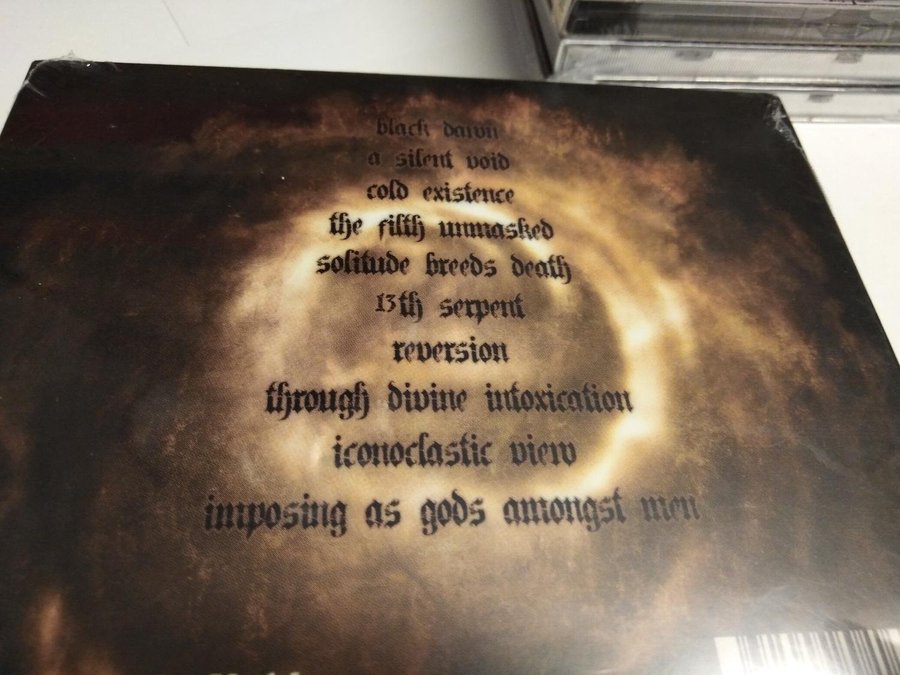 black dawn
a silent void
cold existence
the filth unmasked
solitude breeds death
13th serpent
reversion
through divine intoxication
iconoclastic view
imposing as gods amongst men